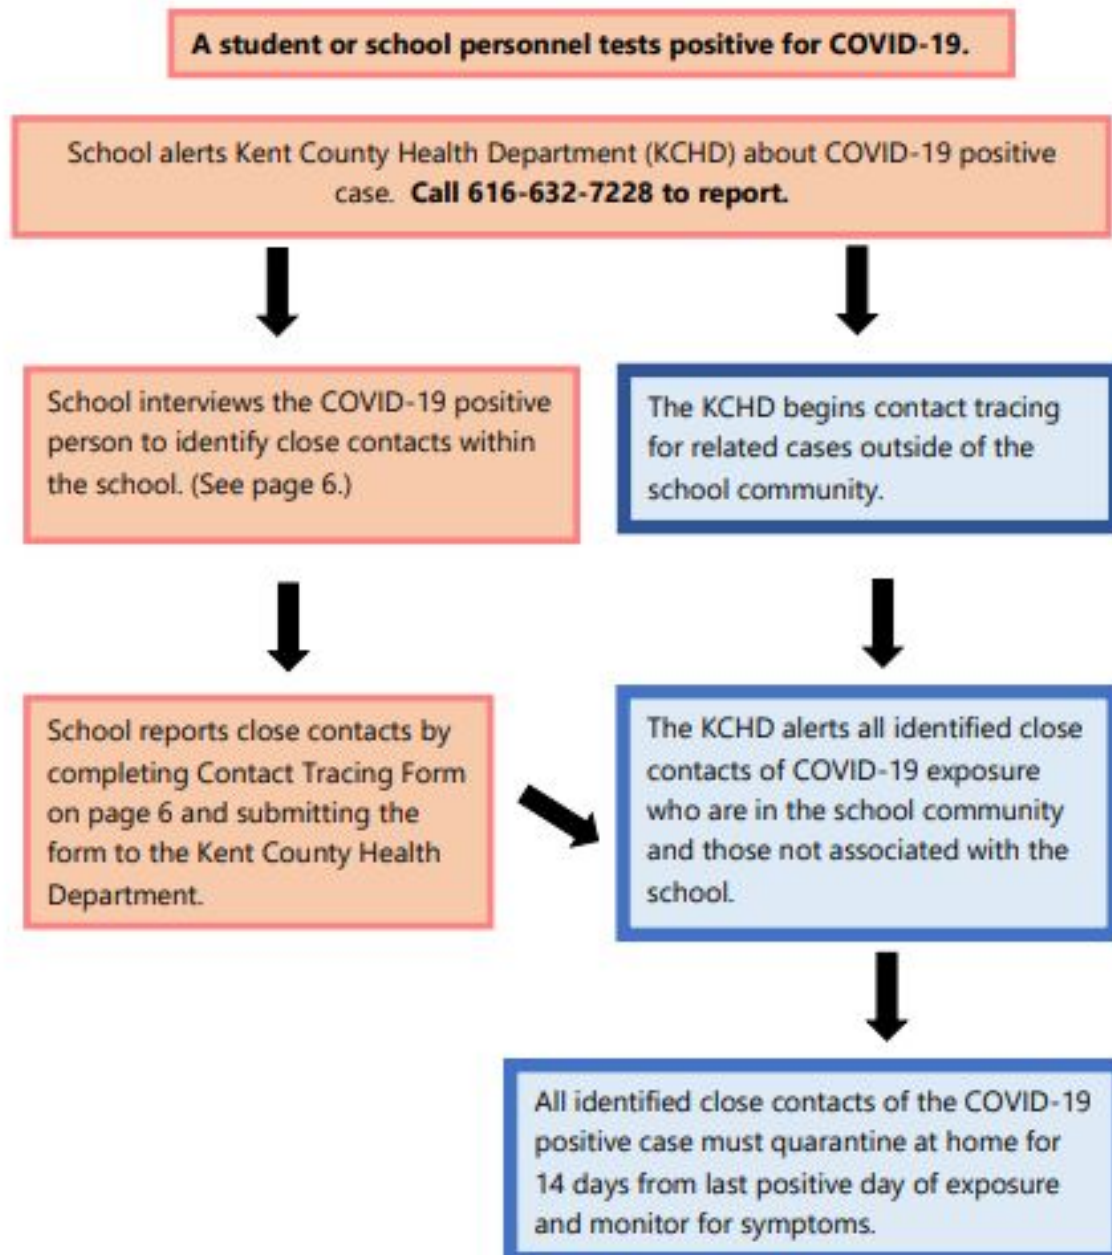 A student or school personnel tests positive for COVID-19.
School alerts Kent County Health Department (KCHD) about COVID-19 positive
case. Call 616-632-7228 to report.
School interviews the COVID-19 positive
person to identify close contacts within
the school. (See page 6.)
The KCHD begins contact tracing
for related cases outside of the
school community.
School reports close contacts by
completing Contact Tracing Form
on page 6 and submitting the
form to the Kent County Health
Department.
The KCHD alerts all identified close
contacts of COVID-19 exposure
who are in the school community
and those not associated with the
school.
All identified close contacts of the COVID-19
positive case must quarantine at home for
14 days from last positive day of exposure
and monitor for symptoms.